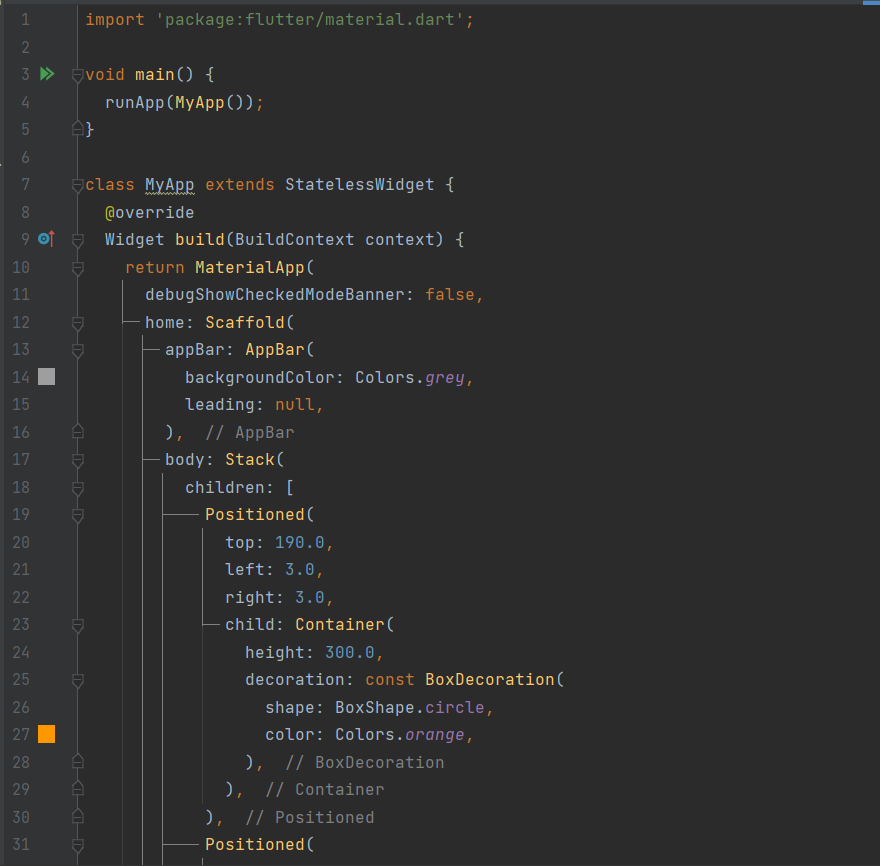 1 import 'package:flutter/material.dart';
2
3 void main() {
4   runApp(MyApp());
5 }
6
7 class MyApp extends StatelessWidget {
8   @override
9   Widget build(BuildContext context) {
10     return MaterialApp(
11       debugShowCheckedModeBanner: false,
12       home: Scaffold(
13         appBar: AppBar(
14           backgroundColor: Colors.grey,
15           leading: null,
16         ),  // AppBar
17         body: Stack(
18           children: [
19             Positioned(
20               top: 190.0,
21               left: 3.0,
22               right: 3.0,
23               child: Container(
24                 height: 300.0,
25                 decoration: const BoxDecoration(
26                   shape: BoxShape.circle,
27                   color: Colors.orange,
28                 ),  // BoxDecoration
29               ),  // Container
30             ),  // Positioned
31             Positioned(